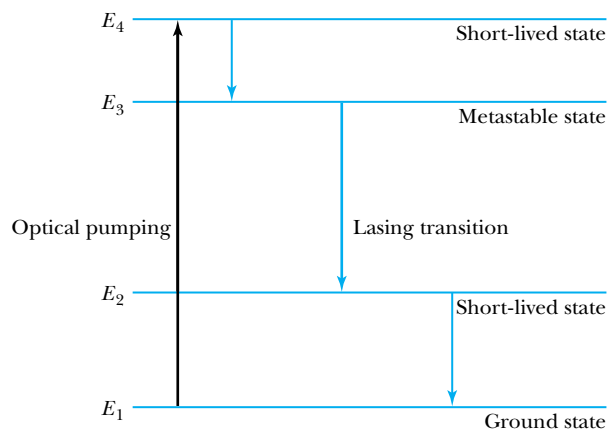 E4
Short-lived state
E3
Metastable state
Optical pumping
Lasing transition
E2
Short-lived state
E1
Ground state